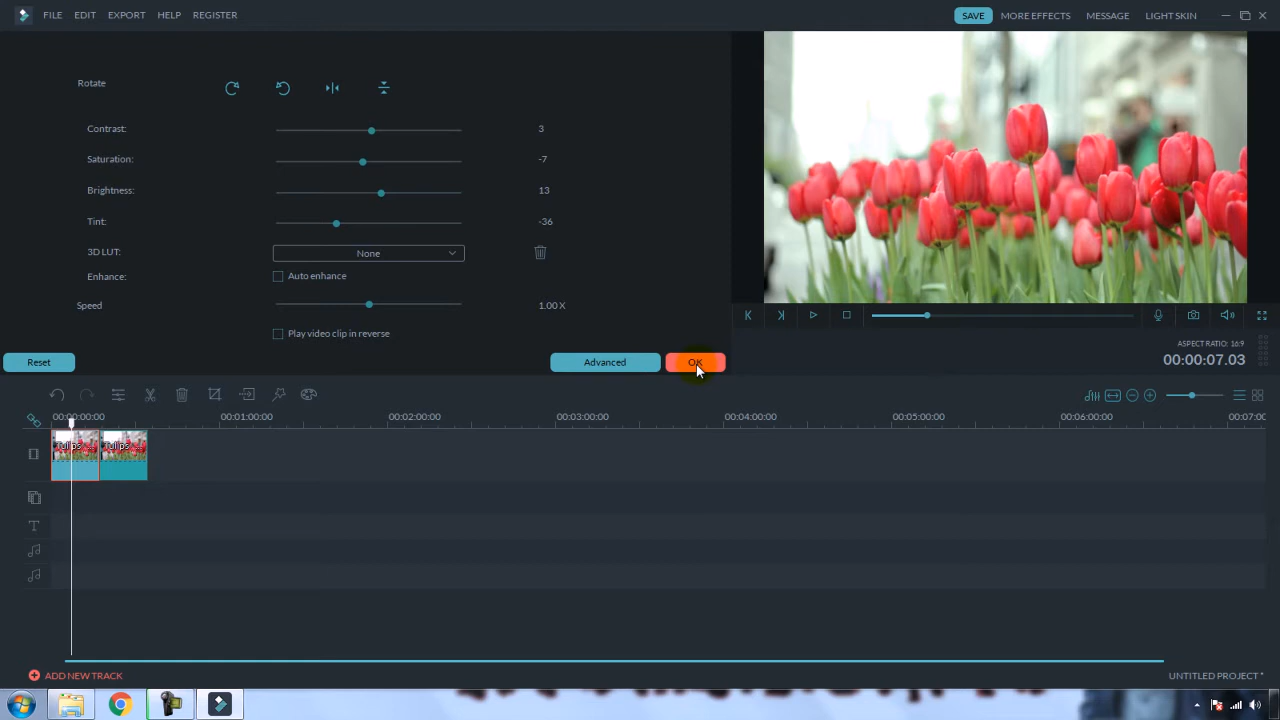 FILE EDIT EXPORT HELP REGISTER SAVE MORE EFFECTS MESSAGE LIGHT SKIN
Rotate
Contrast: 3
Saturation: -7
Brightness: 13
Tint: -36
3D LUT: None
Enhance: Auto enhance
Speed 1.00 X
Play video clip in reverse
ASPECT RATIO: 16:9
00:00:07.03
Reset Advanced OK
00:00:00:00 00:01:00:00 00:02:00:00 00:03:00:00 00:04:00:00 00:05:00:00 00:06:00:00 00:07:0
Tulips Tulips
T
ADD NEW TRACK UNTITLED PROJECT *